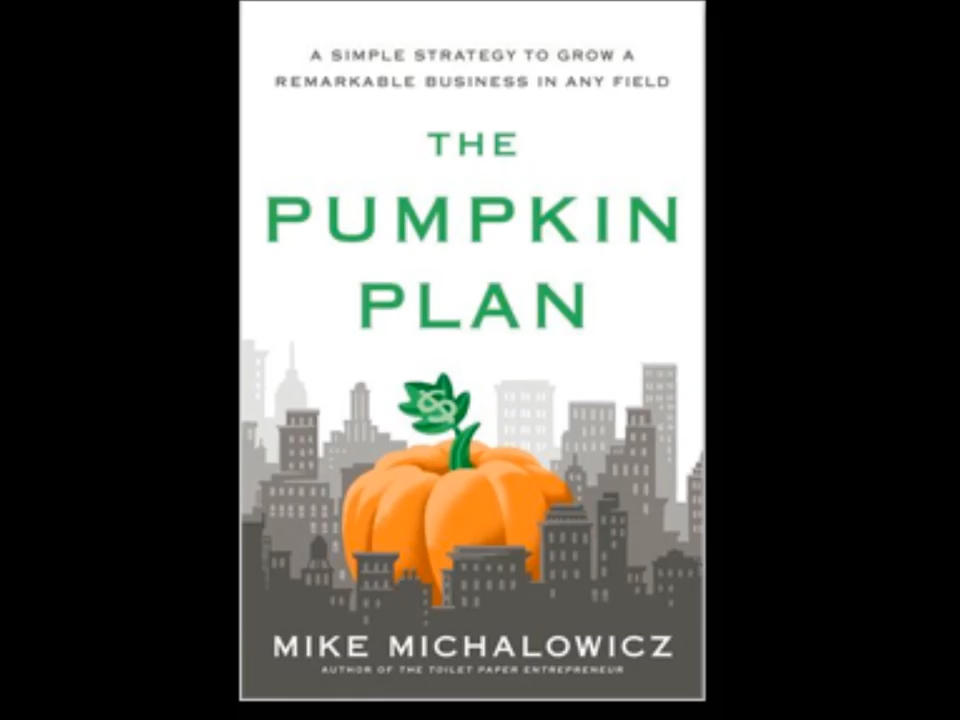 A SIMPLE STRATEGY TO GROW A
REMARKABLE BUSINESS IN ANY FIELD
THE
PUMPKIN
PLAN
$
MIKE MICHALOWICZ
AUTHOR OF THE TOILET PAPER ENTREPRENEUR